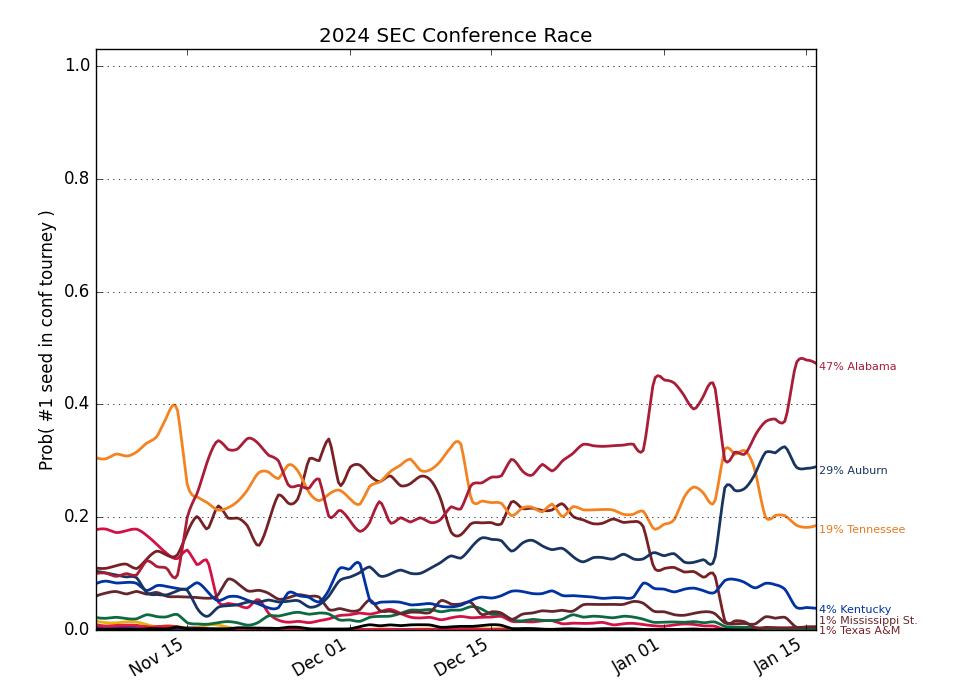 2024 SEC Conference Race
Prob( #1 seed in conf tourney )
1.0
0.8
0.6
0.4
0.2
0.0
47% Alabama
29% Auburn
19% Tennessee
4% Kentucky
1% Mississippi St.
1% Texas A&M
Nov 15
Dec 01
Dec 15
Jan 01
Jan 15